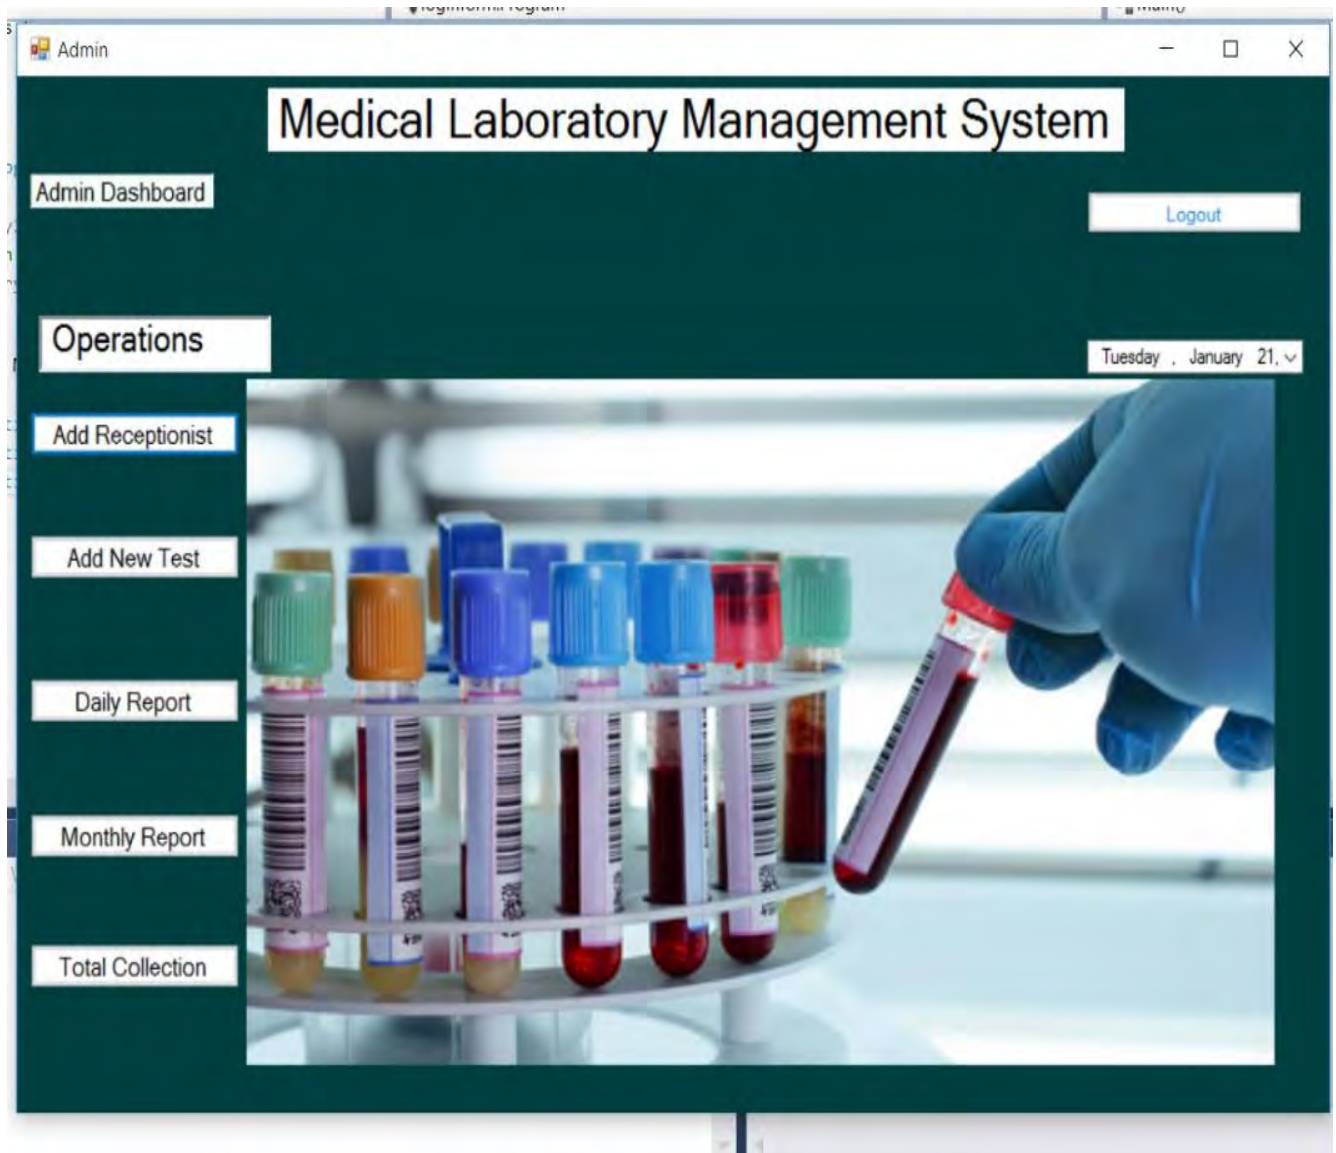 Admin
Medical Laboratory Management System
Admin Dashboard
Logout
Operations
Tuesday , January 21,
Add Receptionist
Add New Test
Daily Report
Monthly Report
Total Collection